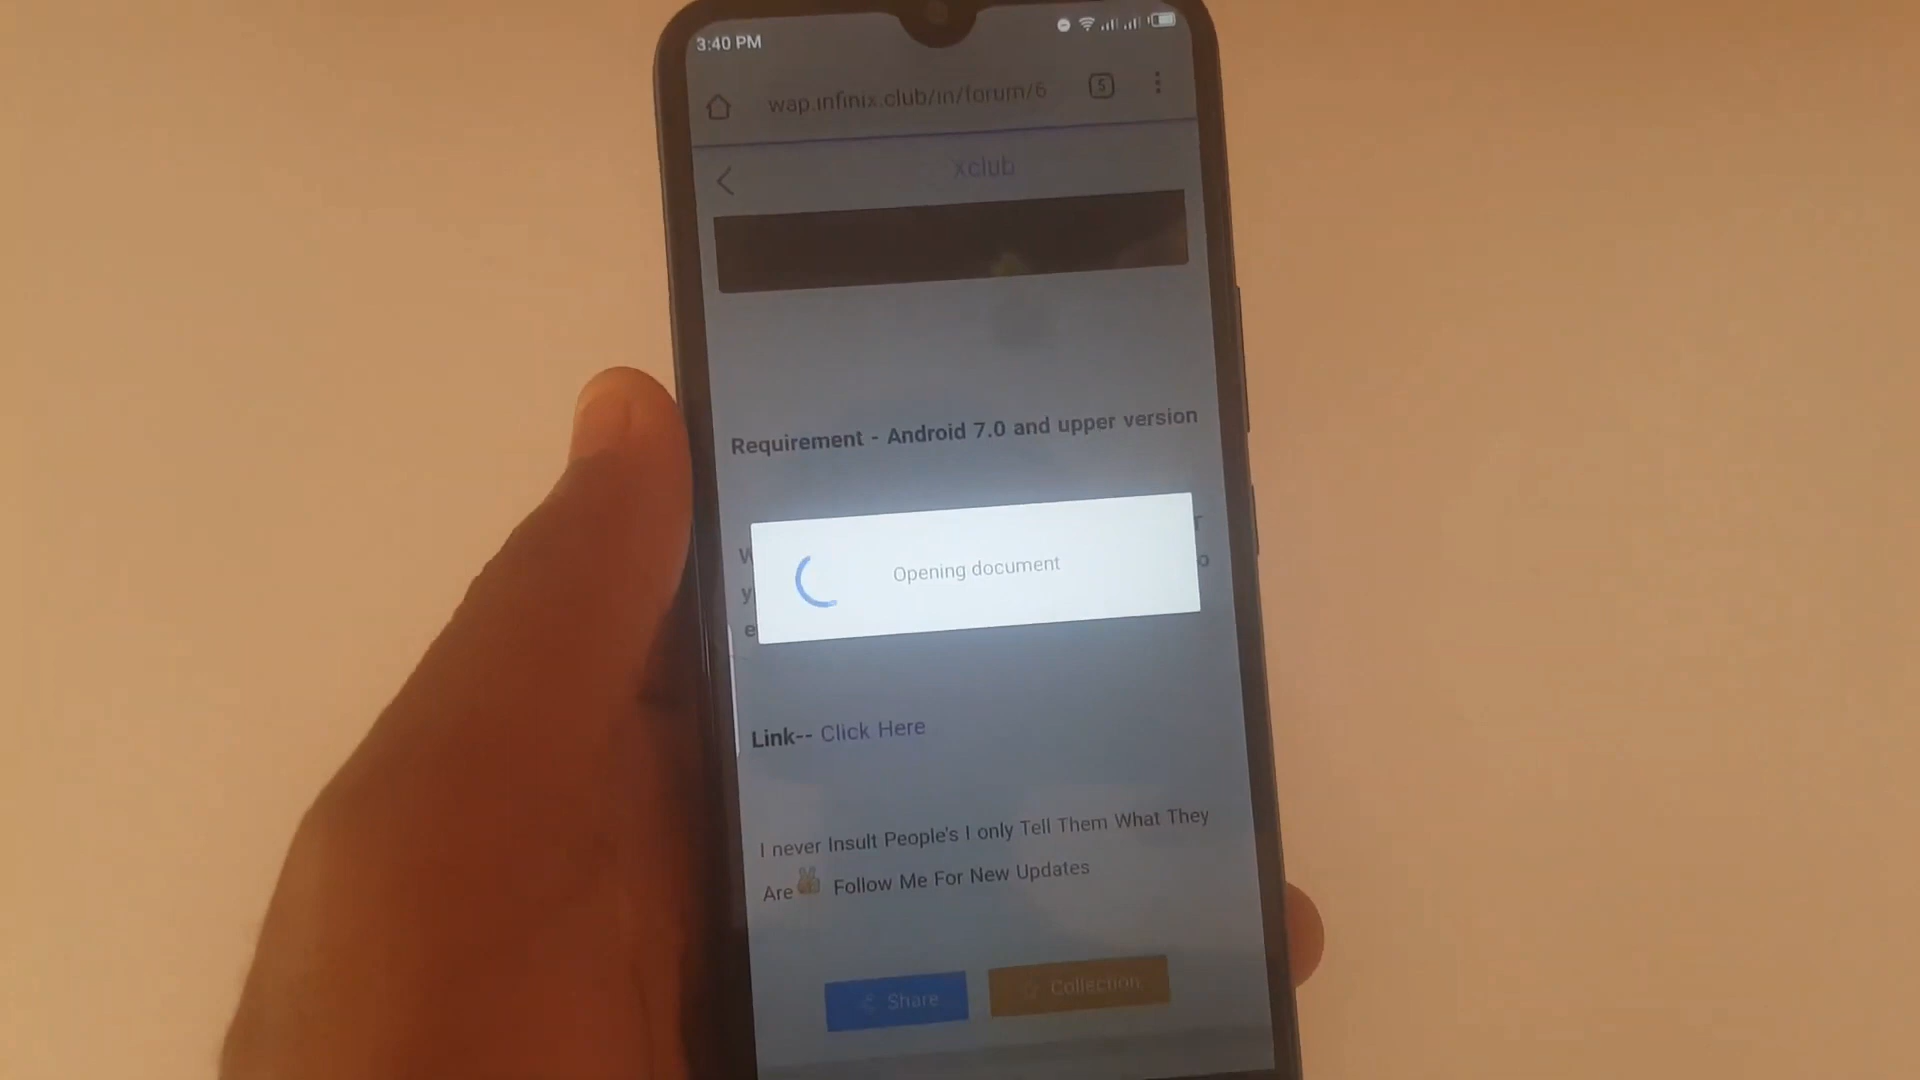 3:40 PM
wap.infinix.club/in/forum/6
5
xclub
Requirement - Android 7.0 and upper version
Opening document
Link-- Click Here
I never Insult People's I only Tell Them What They
Are Follow Me For New Updates
Share
Collection